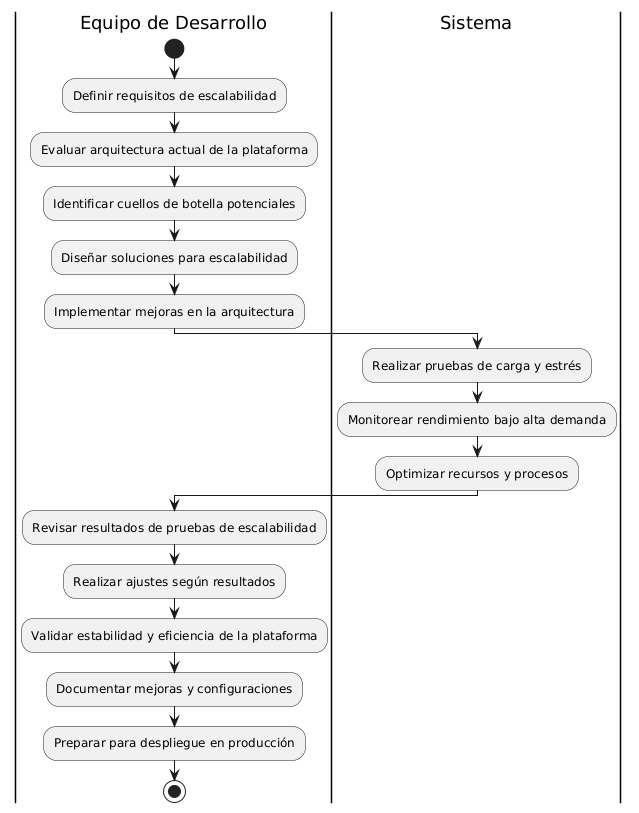 Equipo de Desarrollo
Sistema
Definir requisitos de escalabilidad
Evaluar arquitectura actual de la plataforma
Identificar cuellos de botella potenciales
Diseñar soluciones para escalabilidad
Implementar mejoras en la arquitectura
Realizar pruebas de carga y estrés
Monitorear rendimiento bajo alta demanda
Optimizar recursos y procesos
Revisar resultados de pruebas de escalabilidad
Realizar ajustes según resultados
Validar estabilidad y eficiencia de la plataforma
Documentar mejoras y configuraciones
Preparar para despliegue en producción